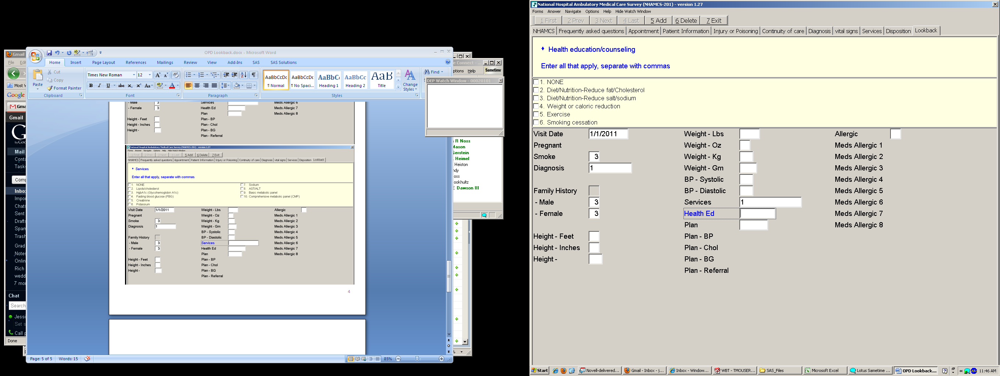 Gmail
File Edi
Most V
Google
Gma
Gmail
by Goo
Mail
Conta
Task
Comp
Inbo
Impor
Chats
Sent
Drafts
Spam
Trash
Grad
Notes
Onlin
Rich
wedd
7 mor
Chat
Search
Jessi
Set s
Call p
Done
OPD Lookback.docx - Microsoft Word
Home Insert Page Layout References Mailings Review View Add-Ins SAS SAS Solutions
Paste
Cut
Copy
Format Painter
Clipboard
Times New Roman 12
Font
Paragraph
AaBbCcDc AaBbCcDc AaBbC AaBbCc AaB
¶ Normal ¶ No Spaci... Heading 1 Heading 2 Title
Change Styles
Styles
Find
- Male 3 Services Meds Allergic 6
- Female 3 Health Ed Meds Allergic 7
Plan Meds Allergic 8
Height - Feet Plan - BP
Height - Inches Plan - Chol
Height - Plan - BG
Plan - Referral
National Hospital Ambulatory Medical Care Survey (NHAMCS-201) - version 1.27
Forms Answer Navigate Options Help Hide Watch Window
1 First 2 Prev 3 Next 4 Last 5 Add 6 Delete 7 Exit
NHAMCS Frequently asked questions Appointment Patient Information Injury or Poisoning Continuity of care Diagnosis vital signs Services Disposition Lookback
Services
Enter all that apply, separate with commas
1. NONE 7. Sodium
2. Lipids/cholesterol 8. AST/ALT
3. HgbA1c (Glycohemoglobin A1c) 9. Basic metabolic panel
4. Fasting blood glucose (FBG) 10. Comprehensive metabolic panel (CMP)
5. Creatinine
6. Potassium
Visit Date 1/1/2011 Weight - Lbs Allergic
Pregnant Weight - Oz Meds Allergic 1
Smoke 3 Weight - Kg Meds Allergic 2
Diagnosis 1 Weight - Gm Meds Allergic 3
BP - Systolic Meds Allergic 4
Family History BP - Diastolic Meds Allergic 5
- Male 3 Services Meds Allergic 6
- Female 3 Health Ed Meds Allergic 7
Plan Meds Allergic 8
Height - Feet Plan - BP
Height - Inches Plan - Chol
Height - Plan - BG
Plan - Referral
4
Page: 5 of 5 Words: 15 85%
e Connect - ...
ptions Help Sametime
DEP Watch Window - 00020101
R Noss
Mason
Gerstein
Heimel
Heiston
ndy
oss
ookhultz
E Dawson III
National Hospital Ambulatory Medical Care Survey (NHAMCS-201) - version 1.27
Forms Answer Navigate Options Help Hide Watch Window
1 First 2 Prev 3 Next 4 Last 5 Add 6 Delete 7 Exit
NHAMCS Frequently asked questions Appointment Patient Information Injury or Poisoning Continuity of care Diagnosis vital signs Services Disposition Lookback
Health education/counseling
Enter all that apply, separate with commas
1. NONE
2. Diet/Nutrition-Reduce fat/Cholesterol
3. Diet/Nutrition-Reduce salt/sodium
4. Weight or caloric reduction
5. Exercise
6. Smoking cessation
Visit Date 1/1/2011 Weight - Lbs Allergic
Pregnant Weight - Oz Meds Allergic 1
Smoke 3 Weight - Kg Meds Allergic 2
Diagnosis 1 Weight - Gm Meds Allergic 3
BP - Systolic Meds Allergic 4
Family History BP - Diastolic Meds Allergic 5
- Male 3 Services 1 Meds Allergic 6
- Female 3 Health Ed Meds Allergic 7
Plan Meds Allergic 8
Height - Feet Plan - BP
Height - Inches Plan - Chol
Height - Plan - BG
Plan - Referral
Start Novell-delivered... Gmail - Inbox - j... Inbox - Window... WBT - TMOUSER... SAS_Files Microsoft Excel Lotus Sametime ... OPD Lookback.... 11:46 AM